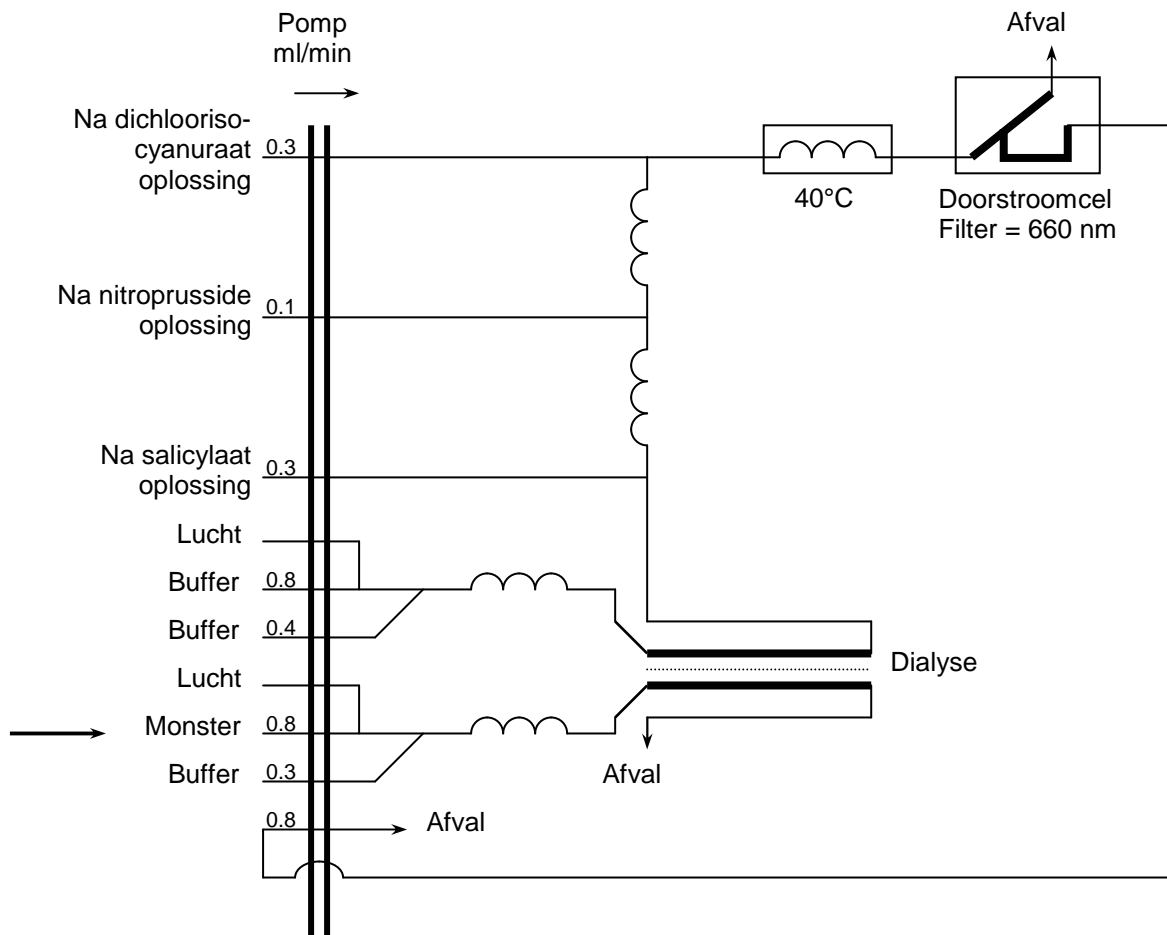 Pomp
ml/min
Afval
Na dichlooriso-
cyanuraat
oplossing
0.3
40°C
Doorstroomcel
Filter = 660 nm
Na nitroprusside
oplossing
0.1
Na salicylaat
oplossing
0.3
Lucht
Buffer 0.8
Buffer 0.4
Lucht
Dialyse
Monster 0.8
Buffer 0.3
Afval
0.8
Afval